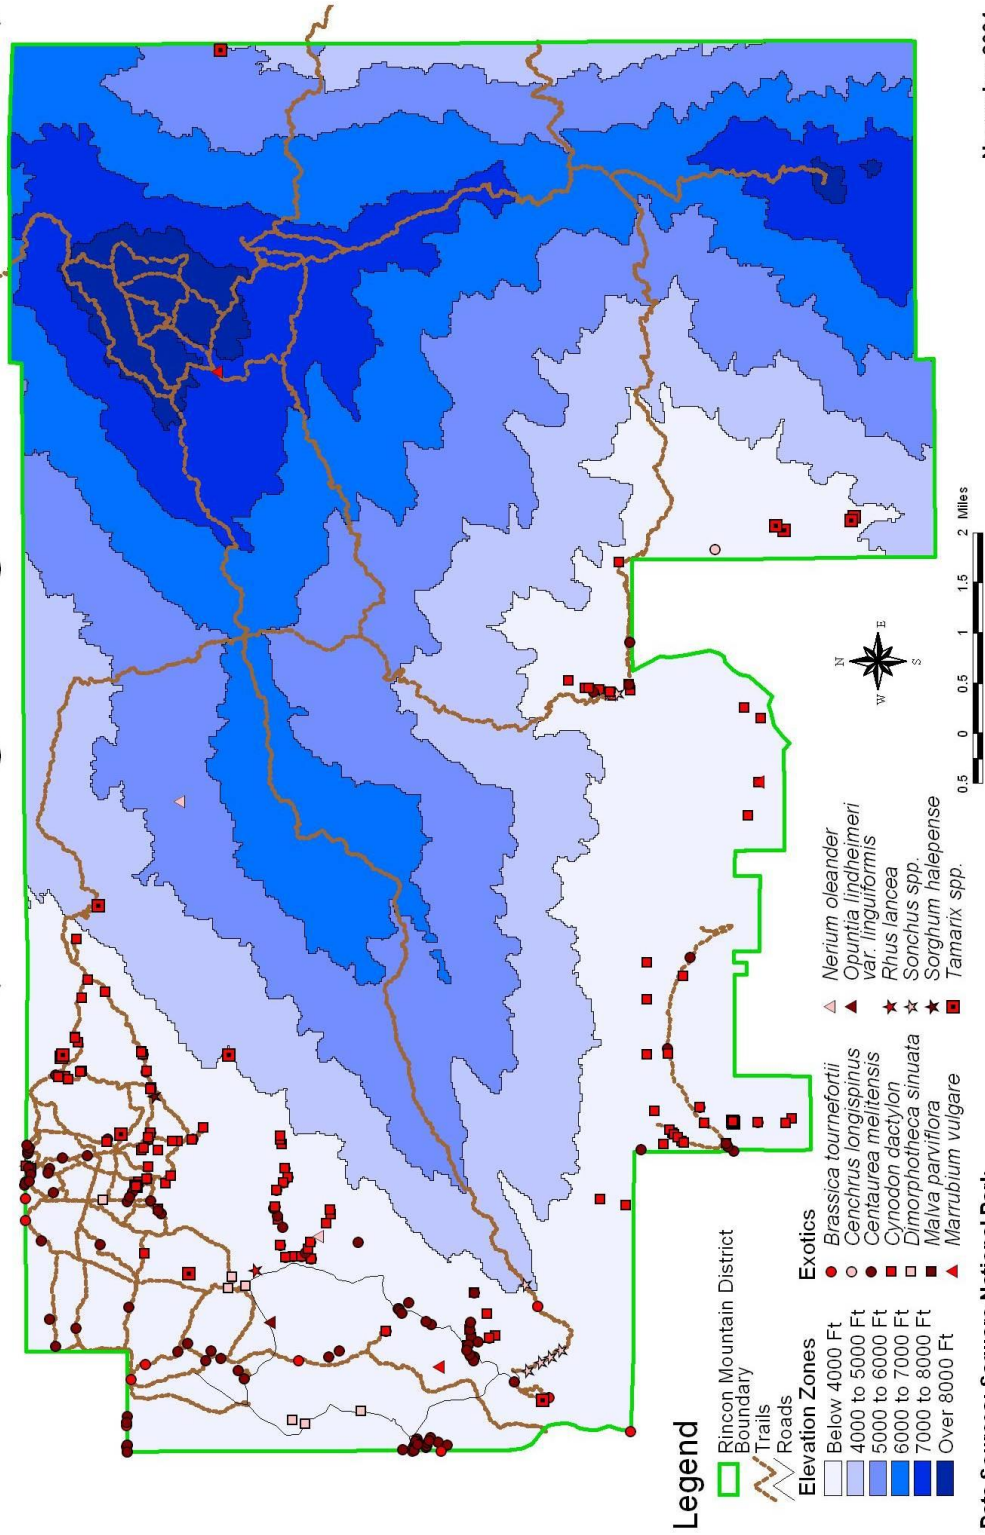 Legend
Rincon Mountain District
Boundary
Trails
Roads
Elevation Zones
Below 4000 Ft
4000 to 5000 Ft
5000 to 6000 Ft
6000 to 7000 Ft
7000 to 8000 Ft
Over 8000 Ft
Exotics
Brassica tournefortii
Cenchrus longispinus
Centaurea melitensis
Cynodon dactylon
Dimorphotheca sinuata
Malva parviflora
Marrubium vulgare
Nerium oleander
Opuntia lindheimeri
var. linguiformis
Rhus lancea
Sonchus spp.
Sorghum halepense
Tamarix spp.
N
W
E
S
0.5 0 0.5 1 1.5 2 Miles